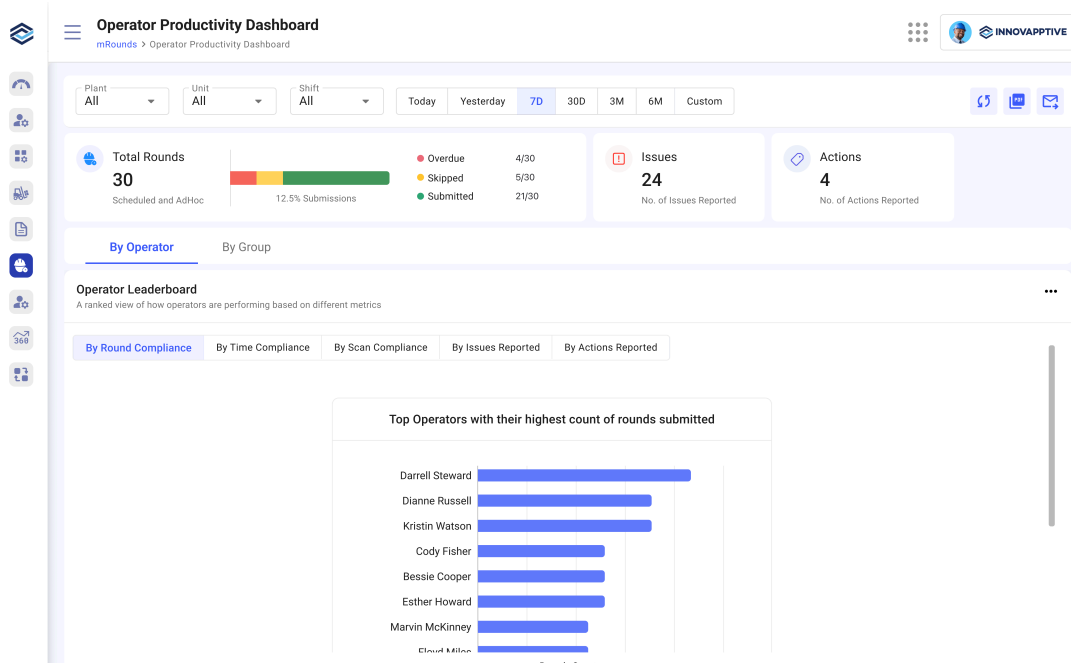 Operator Productivity Dashboard
mRounds > Operator Productivity Dashboard
INNOVAPPTIVE
Plant
All
Unit
All
Shift
All
Today Yesterday 7D 30D 3M 6M Custom
PDF
Total Rounds
30
Scheduled and AdHoc
12.5% Submissions
Overdue 4/30
Skipped 5/30
Submitted 21/30
Issues
24
No. of Issues Reported
Actions
4
No. of Actions Reported
By Operator By Group
360
Operator Leaderboard
A ranked view of how operators are performing based on different metrics
By Round Compliance By Time Compliance By Scan Compliance By Issues Reported By Actions Reported
Top Operators with their highest count of rounds submitted
Darrell Steward
Dianne Russell
Kristin Watson
Cody Fisher
Bessie Cooper
Esther Howard
Marvin McKinney
Floyd Miles